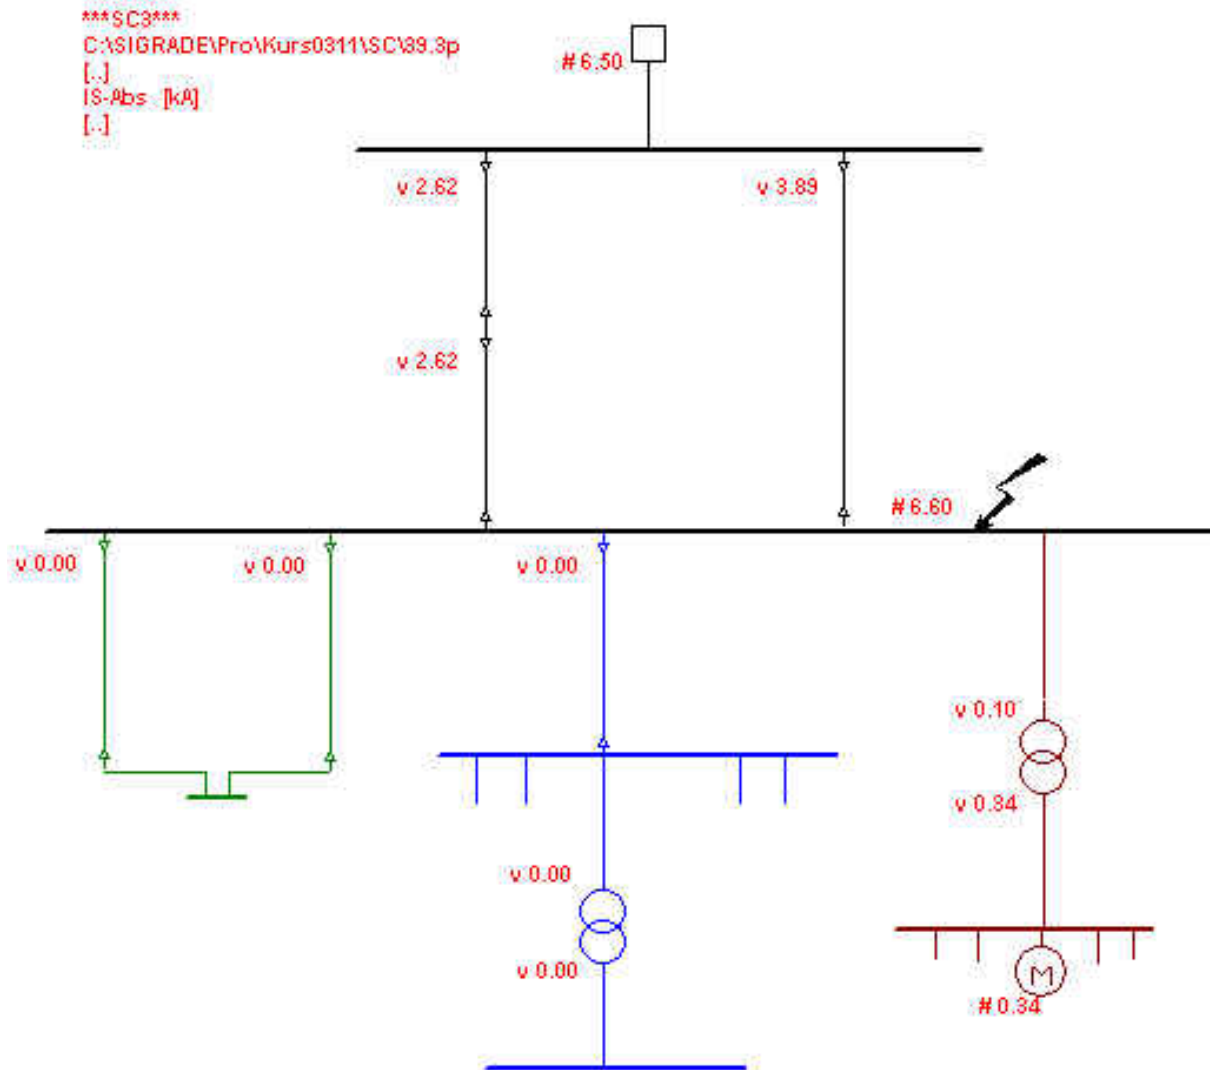 ***SC3***
C:\SIGRADE\Pro\Kurs0311\SC\39.3p
[..]
IS-Abs [kA]
[..]
# 6.50
v 2.62
v 3.89
v 2.62
# 6.60
v 0.00
v 0.00
v 0.00
v 0.10
v 0.34
v 0.00
v 0.00
M
# 0.34